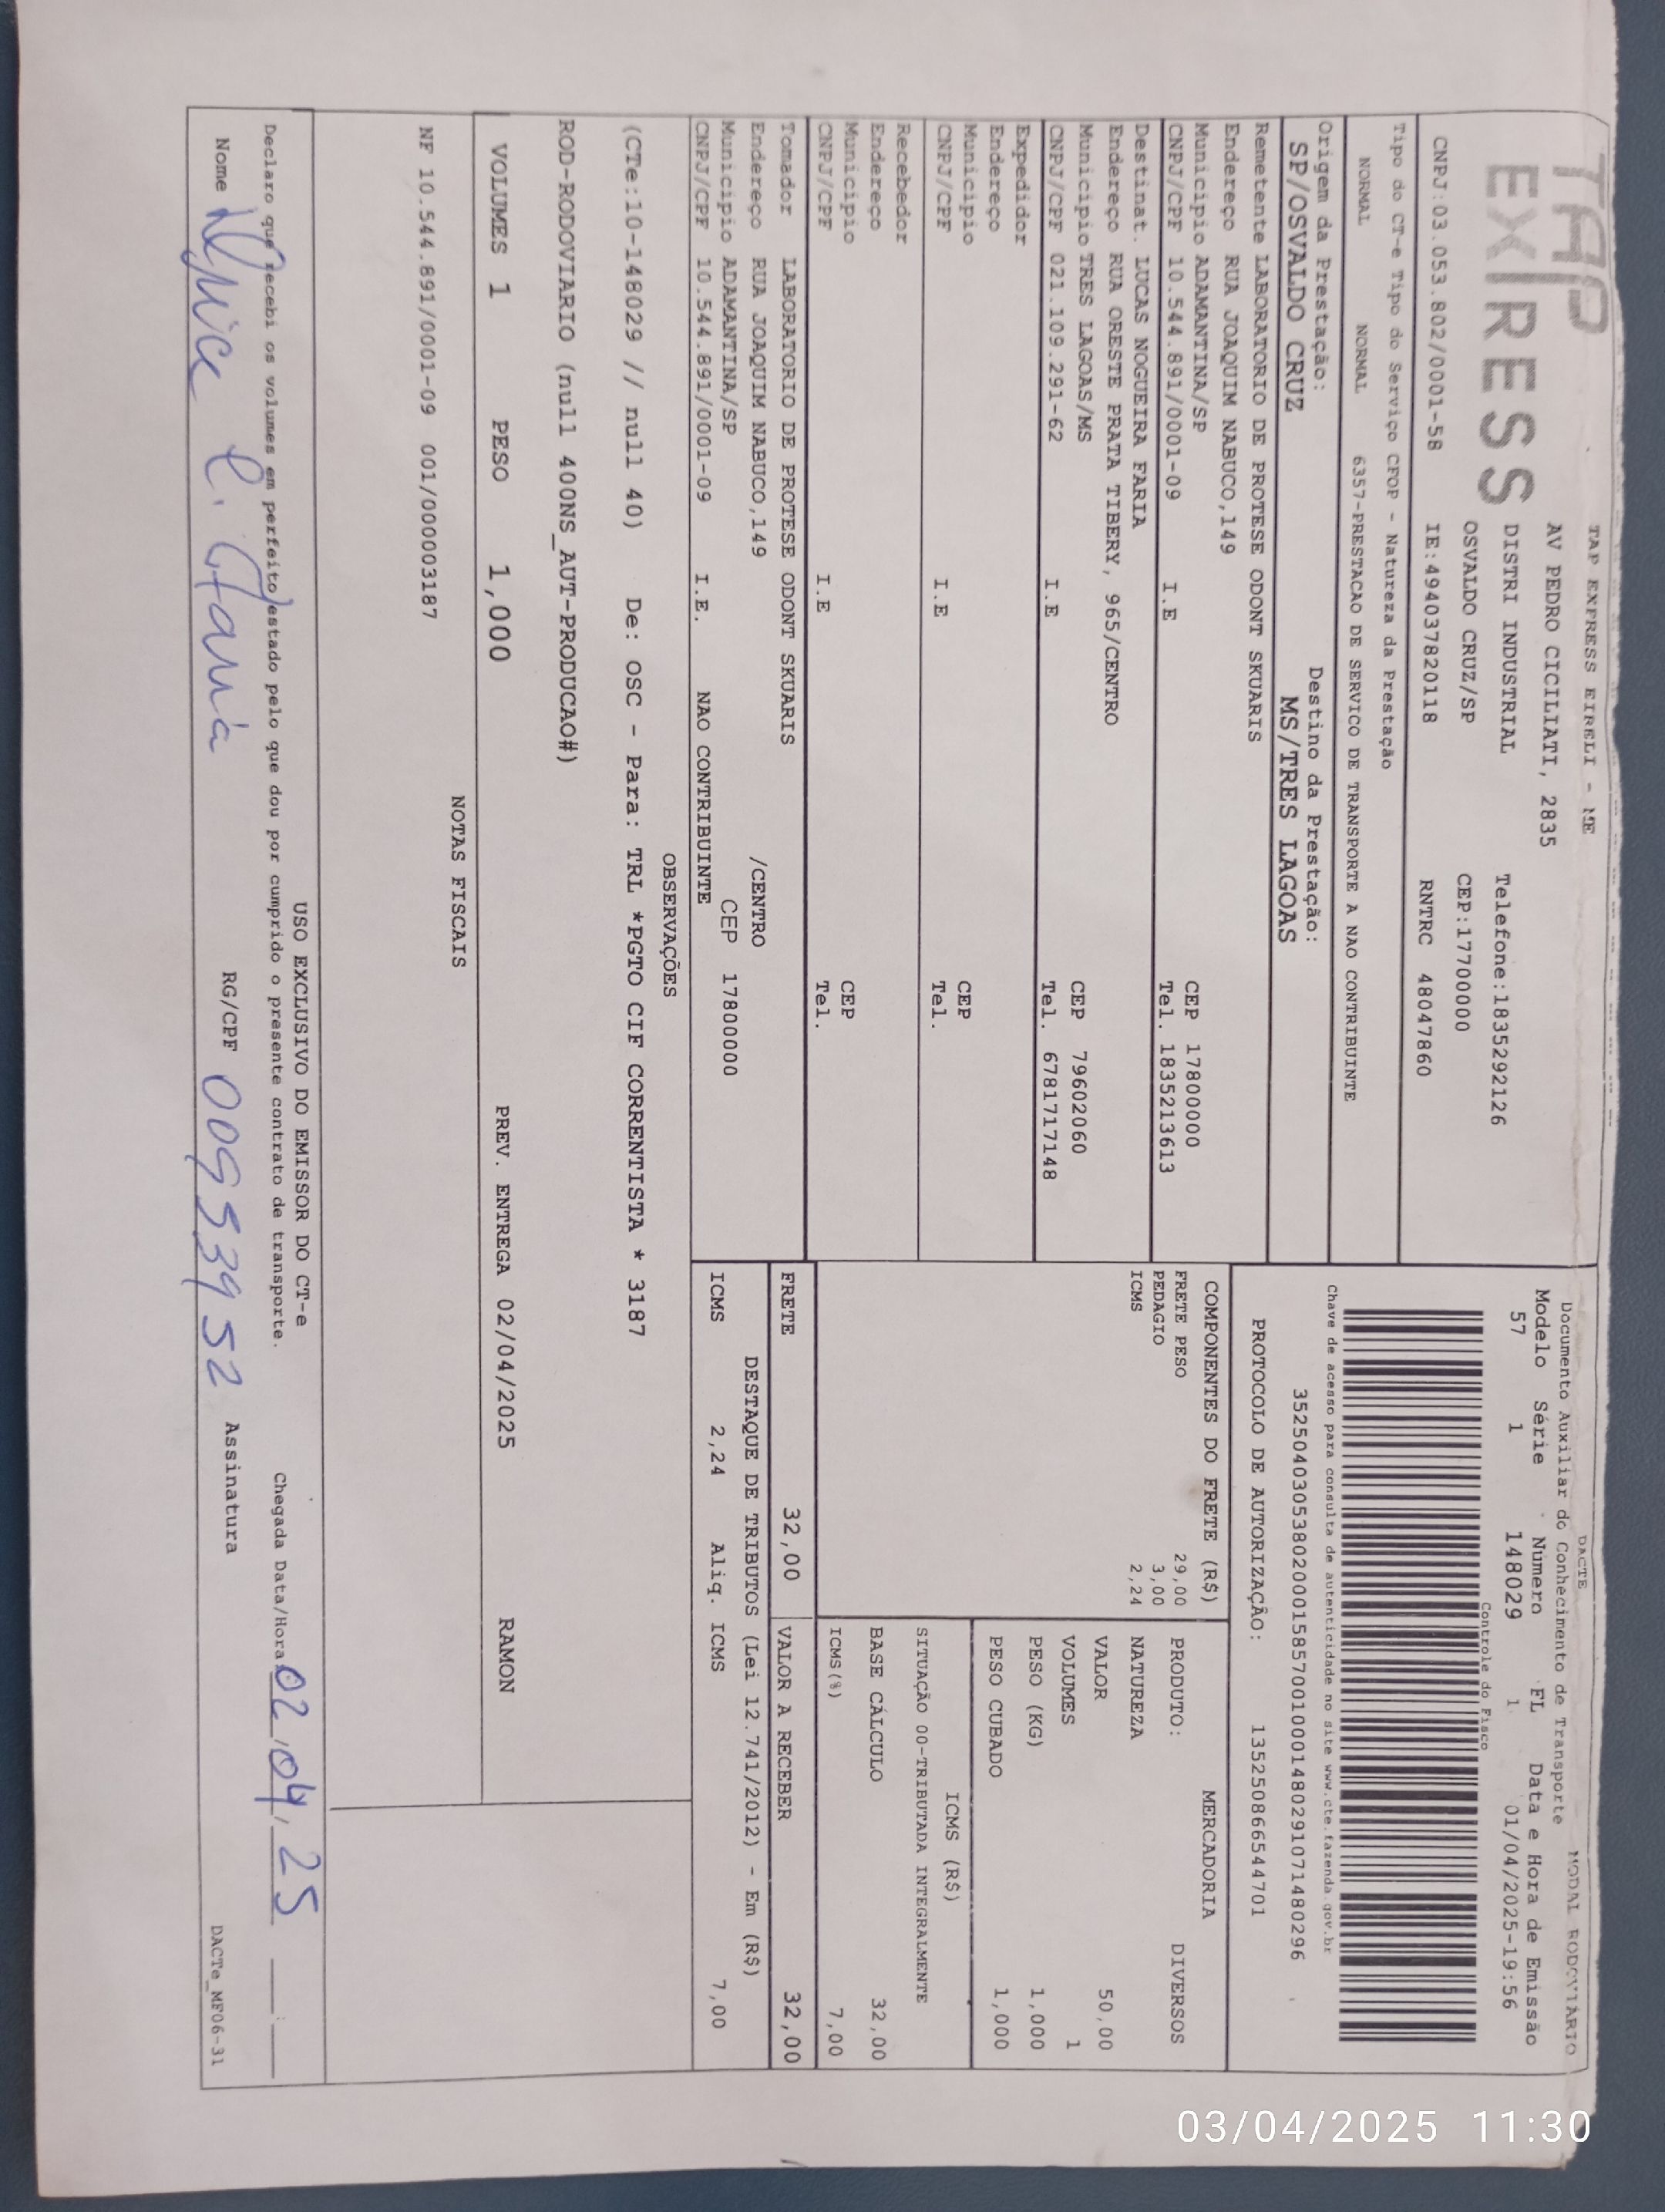 TAP
EXPRESS
TAP EXPRESS EIRELI - ME
AV PEDRO CICILIATI, 2835
DISTRI INDUSTRIAL Telefone:1835292126
OSVALDO CRUZ/SP CEP:17700000
CNPJ:03.053.802/0001-58 IE:494037820118 RNTRC 48047860
Tipo do CT-e Tipo do Serviço CFOP - Natureza da Prestação
NORMAL NORMAL 6357-PRESTACAO DE SERVICO DE TRANSPORTE A NAO CONTRIBUINTE
Origem da Prestação: Destino da Prestação:
SP/OSVALDO CRUZ MS/TRES LAGOAS
DACTE MODAL RODOVIÁRIO
Documento Auxiliar do Conhecimento de Transporte
Modelo Série Número FL Data e Hora de Emissão
57 1 148029 1 01/04/2025-19:56
Controle do Fisco
Chave de acesso para consulta de autenticidade no site www.cte.fazenda.gov.br
35250403053802000158570010001480291071480296
PROTOCOLO DE AUTORIZAÇÃO: 135250866544701
Remetente LABORATORIO DE PROTESE ODONT SKUARIS
Endereço RUA JOAQUIM NABUCO,149
Municipio ADAMANTINA/SP CEP 17800000
CNPJ/CPF 10.544.891/0001-09 I.E Tel. 1835213613
Destinat. LUCAS NOGUEIRA FARIA
Endereço RUA ORESTE PRATA TIBERY, 965/CENTRO
Municipio TRES LAGOAS/MS CEP 79602060
CNPJ/CPF 021.109.291-62 I.E Tel. 67817171​48
Expedidor
Endereço
Municipio CEP
CNPJ/CPF I.E Tel.
Recebedor
Endereço
Municipio CEP
CNPJ/CPF I.E Tel.
Tomador LABORATORIO DE PROTESE ODONT SKUARIS
Endereço RUA JOAQUIM NABUCO,149 /CENTRO
Municipio ADAMANTINA/SP CEP 17800000
CNPJ/CPF 10.544.891/0001-09 I.E. NAO CONTRIBUINTE
COMPONENTES DO FRETE (R$)
FRETE PESO 29,00
PEDAGIO 3,00
ICMS 2,24
MERCADORIA
PRODUTO: DIVERSOS
NATUREZA
VALOR 50,00
VOLUMES 1
PESO (KG) 1,000
PESO CUBADO 1,000
ICMS (R$)
SITUAÇÃO 00-TRIBUTADA INTEGRALMENTE
BASE CÁLCULO 32,00
ICMS(%) 7,00
FRETE 32,00 VALOR A RECEBER 32,00
DESTAQUE DE TRIBUTOS (Lei 12.741/2012) - Em (R$)
ICMS 2,24 Aliq. ICMS 7,00
OBSERVAÇÕES
(CTe:10-148029 // null 40) De: OSC - Para: TRL *PGTO CIF CORRENTISTA * 3187
ROD-RODOVIARIO (null 400NS_AUT-PRODUCAO#)
VOLUMES 1 PESO 1,000 PREV. ENTREGA 02/04/2025 RAMON
NOTAS FISCAIS
NF 10.544.891/0001-09 001/000003187
USO EXCLUSIVO DO EMISSOR DO CT-e
Declaro que recebi os volumes em perfeito estado pelo que dou por cumprido o presente contrato de transporte. Chegada Data/Hora 02/04/25
Nome RG/CPF 009539 52 Assinatura
DACTe_MF06-31
03/04/2025 11:30